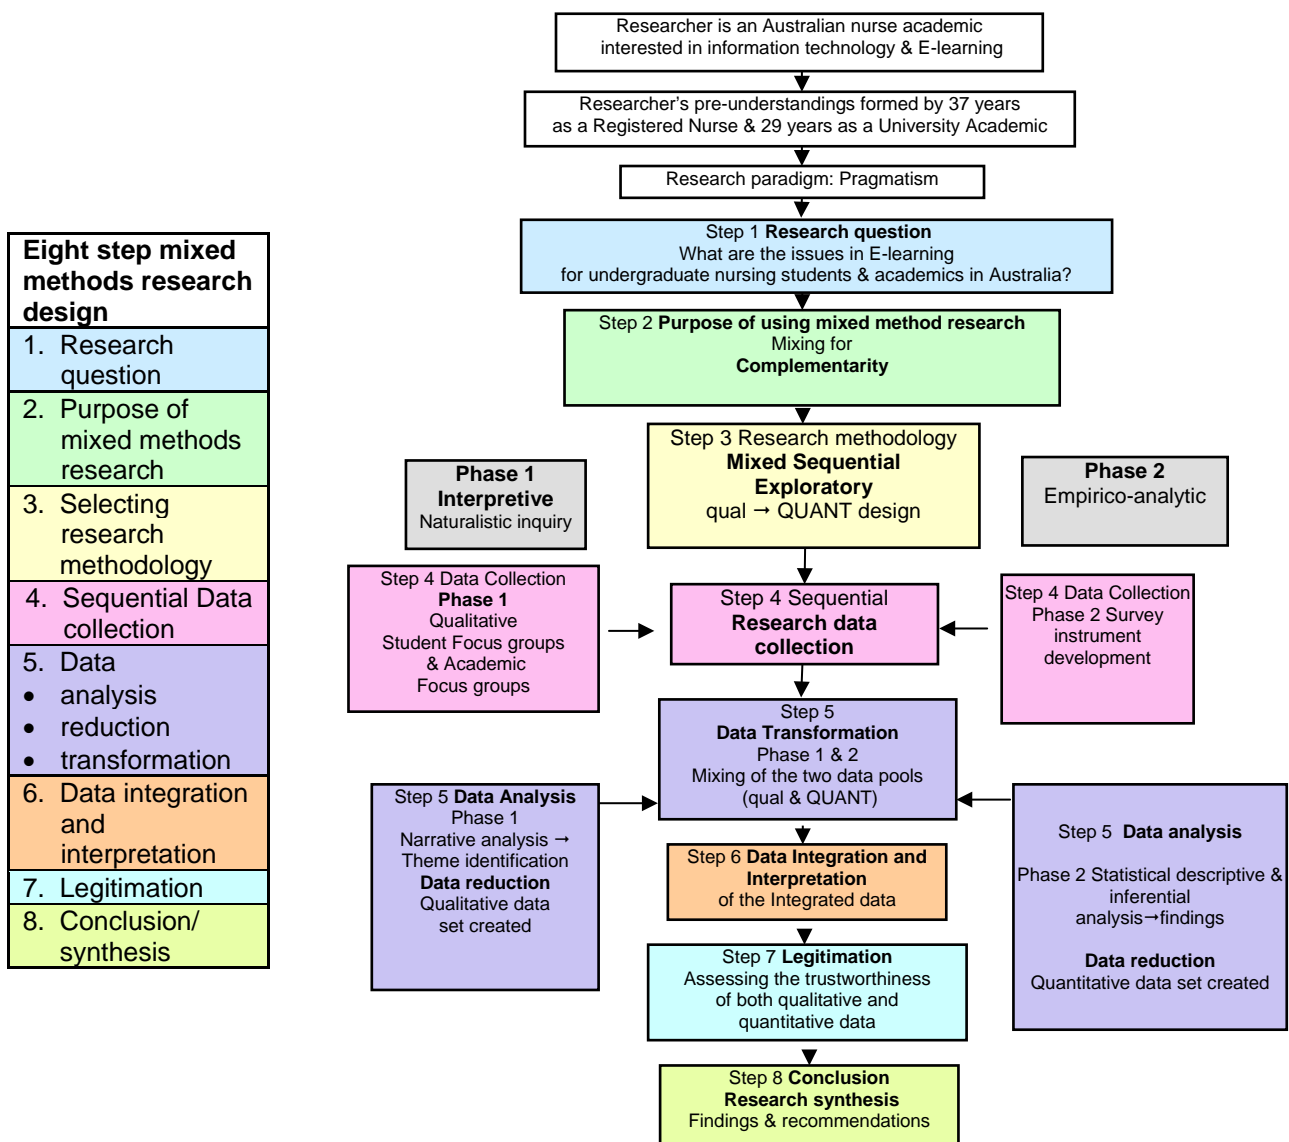 Researcher is an Australian nurse academic
interested in information technology & E-learning
Researcher's pre-understandings formed by 37 years
as a Registered Nurse & 29 years as a University Academic
Research paradigm: Pragmatism
Step 1 Research question
What are the issues in E-learning
for undergraduate nursing students & academics in Australia?
Step 2 Purpose of using mixed method research
Mixing for
Complementarity
Step 3 Research methodology
Mixed Sequential
Exploratory
qual → QUANT design
Phase 1
Interpretive
Naturalistic inquiry
Phase 2
Empirico-analytic
Step 4 Data Collection
Phase 1
Qualitative
Student Focus groups
& Academic
Focus groups
Step 4 Sequential
Research data
collection
Step 4 Data Collection
Phase 2 Survey
instrument
development
Step 5
Data Transformation
Phase 1 & 2
Mixing of the two data pools
(qual & QUANT)
Step 5 Data Analysis
Phase 1
Narrative analysis →
Theme identification
Data reduction
Qualitative data
set created
Step 5 Data analysis
Phase 2 Statistical descriptive &
inferential
analysis→findings
Data reduction
Quantitative data set created
Step 6 Data Integration and
Interpretation
of the Integrated data
Step 7 Legitimation
Assessing the trustworthiness
of both qualitative and
quantitative data
Step 8 Conclusion
Research synthesis
Findings & recommendations
Eight step mixed
methods research
design
1. Research
question
2. Purpose of
mixed methods
research
3. Selecting
research
methodology
4. Sequential Data
collection
5. Data
• analysis
• reduction
• transformation
6. Data integration
and
interpretation
7. Legitimation
8. Conclusion/
synthesis